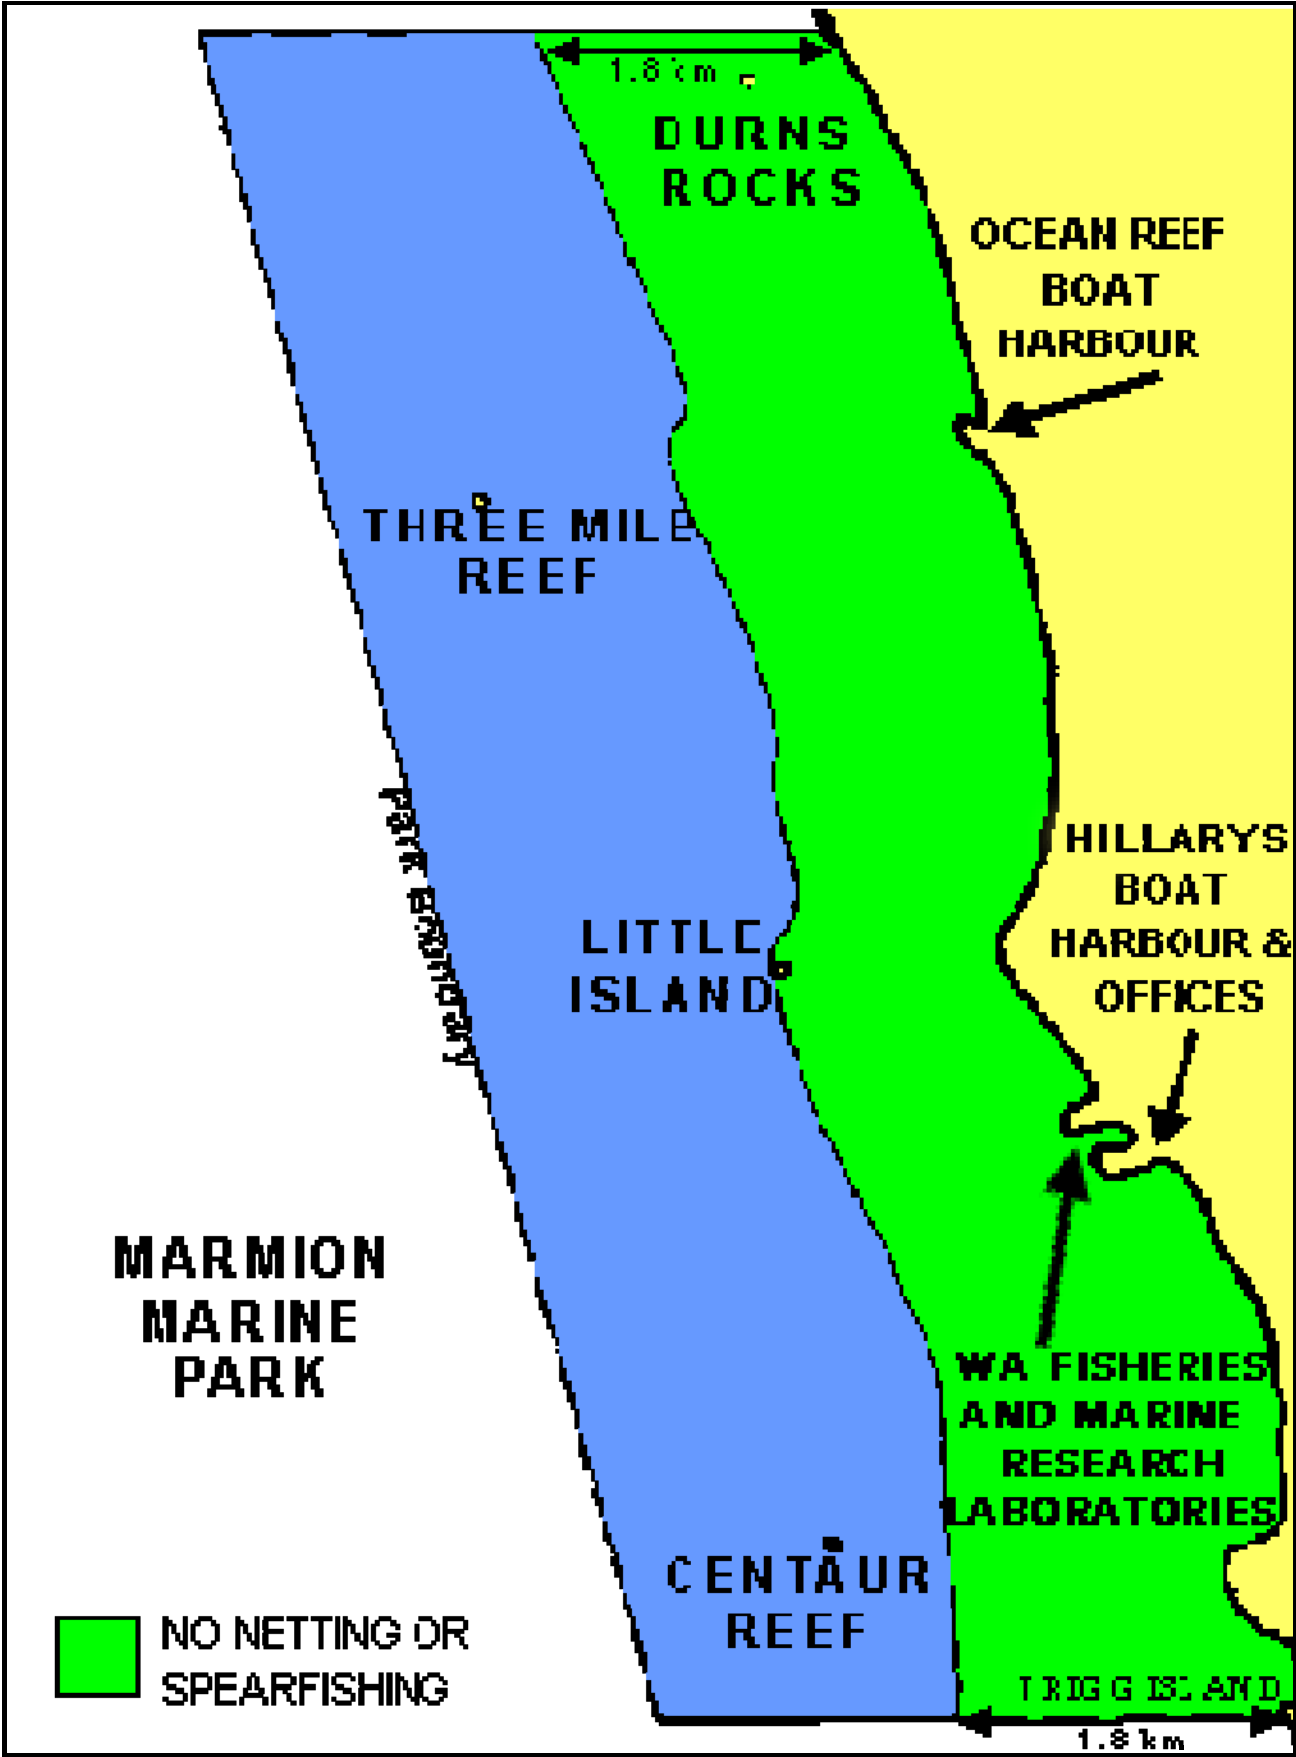 1.8 km
DURNS
ROCKS
OCEAN REEF
BOAT
HARBOUR
THREE MILE
REEF
HILLARYS
BOAT
HARBOUR &
OFFICES
Park Boundary
LITTLE
ISLAND
MARMION
MARINE
PARK
WA FISHERIES
AND MARINE
RESEARCH
LABORATORIES
CENTAUR
REEF
NO NETTING OR
SPEARFISHING
TRIGG ISLAND
1.8 km